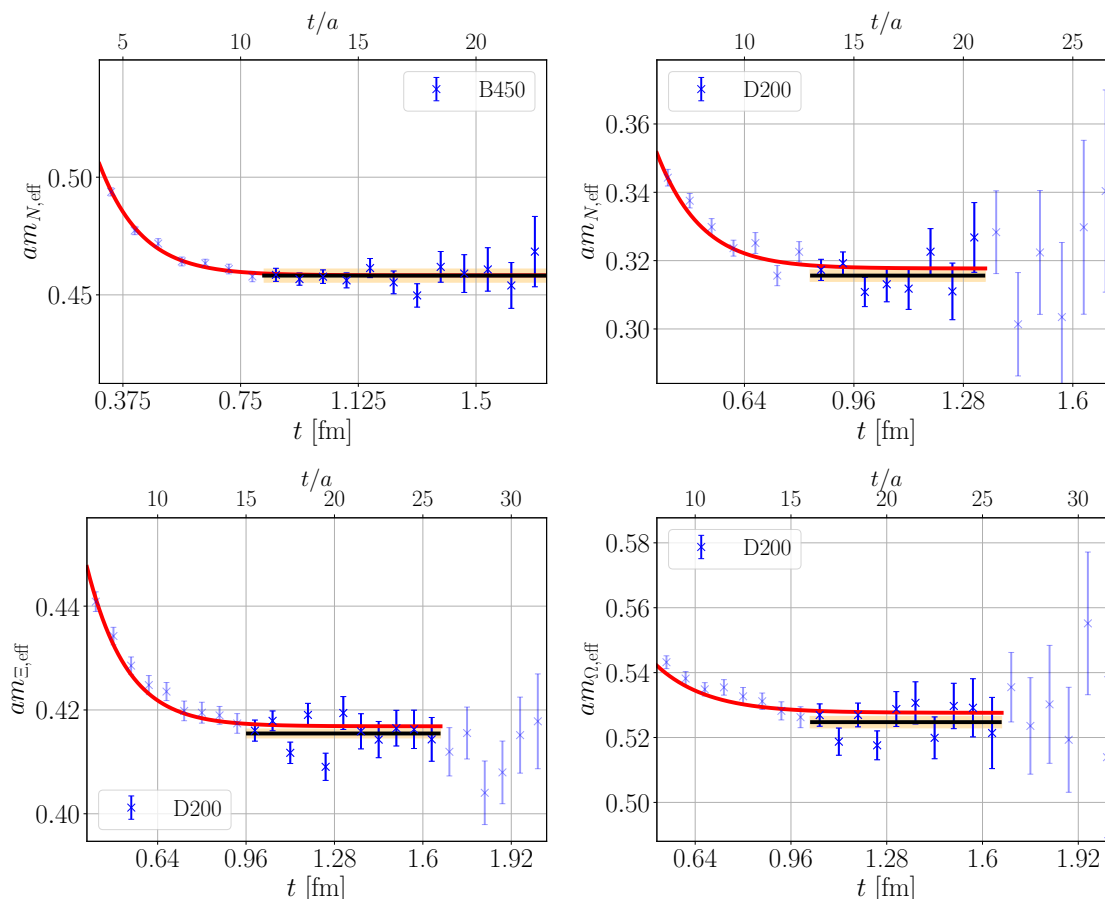 t/a
5 10 15 20
B450
am_{N,eff}
0.50
0.45
0.375 0.75 1.125 1.5
t [fm]
t/a
10 15 20 25
D200
am_{N,eff}
0.36
0.34
0.32
0.30
0.64 0.96 1.28 1.6
t [fm]
t/a
10 15 20 25 30
am_{Ξ,eff}
0.44
0.42
0.40
D200
0.64 0.96 1.28 1.6 1.92
t [fm]
t/a
10 15 20 25 30
D200
am_{Ω,eff}
0.58
0.56
0.54
0.52
0.50
0.64 0.96 1.28 1.6 1.92
t [fm]